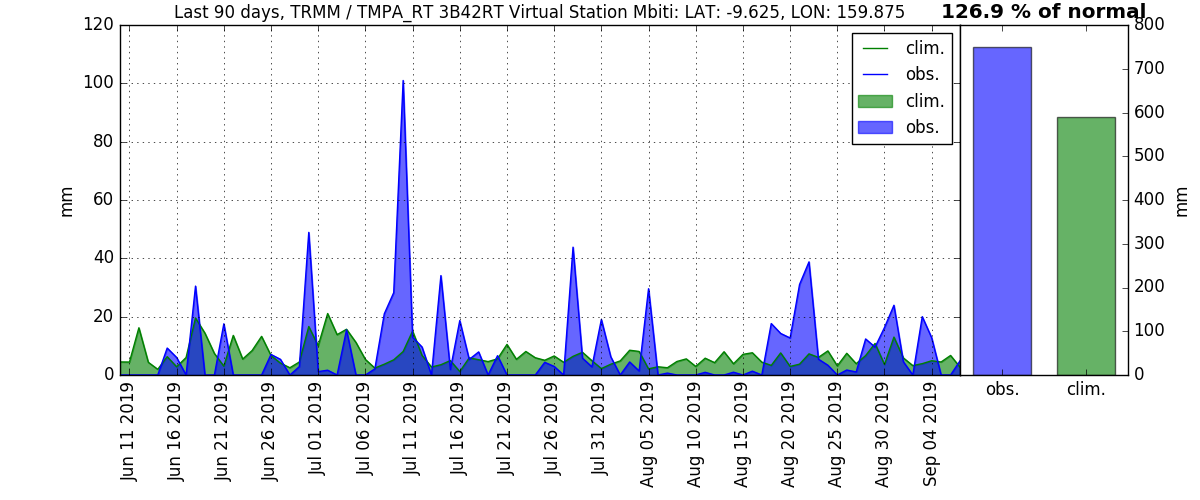 Last 90 days, TRMM / TMPA_RT 3B42RT Virtual Station Mbiti: LAT: -9.625, LON: 159.875
126.9 % of normal
120
100
80
60
40
20
0
mm
clim.
obs.
clim.
obs.
Jun 11 2019
Jun 16 2019
Jun 21 2019
Jun 26 2019
Jul 01 2019
Jul 06 2019
Jul 11 2019
Jul 16 2019
Jul 21 2019
Jul 26 2019
Jul 31 2019
Aug 05 2019
Aug 10 2019
Aug 15 2019
Aug 20 2019
Aug 25 2019
Aug 30 2019
Sep 04 2019
800
700
600
500
400
300
200
100
0
mm
obs.
clim.